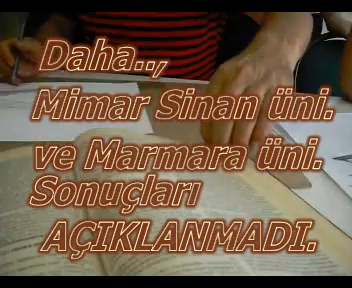 Daha..,
Mimar Sinan üni.
ve Marmara üni.
Sonuçları
AÇIKLANMADI.